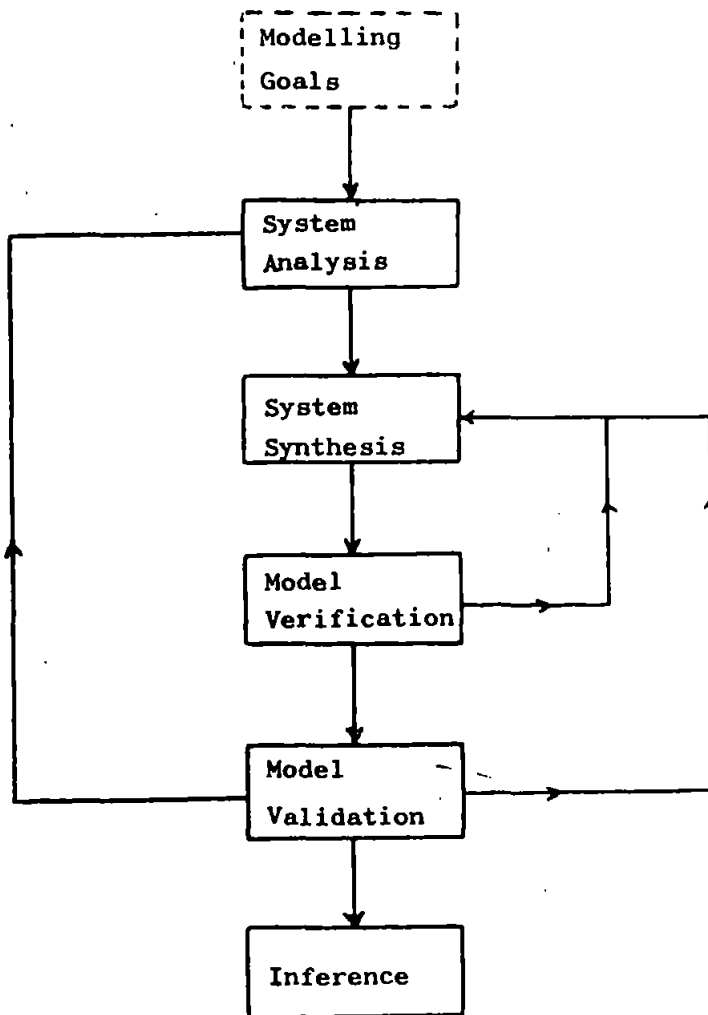 Modelling
Goals
System
Analysis
System
Synthesis
Model
Verification
Model
Validation
Inference